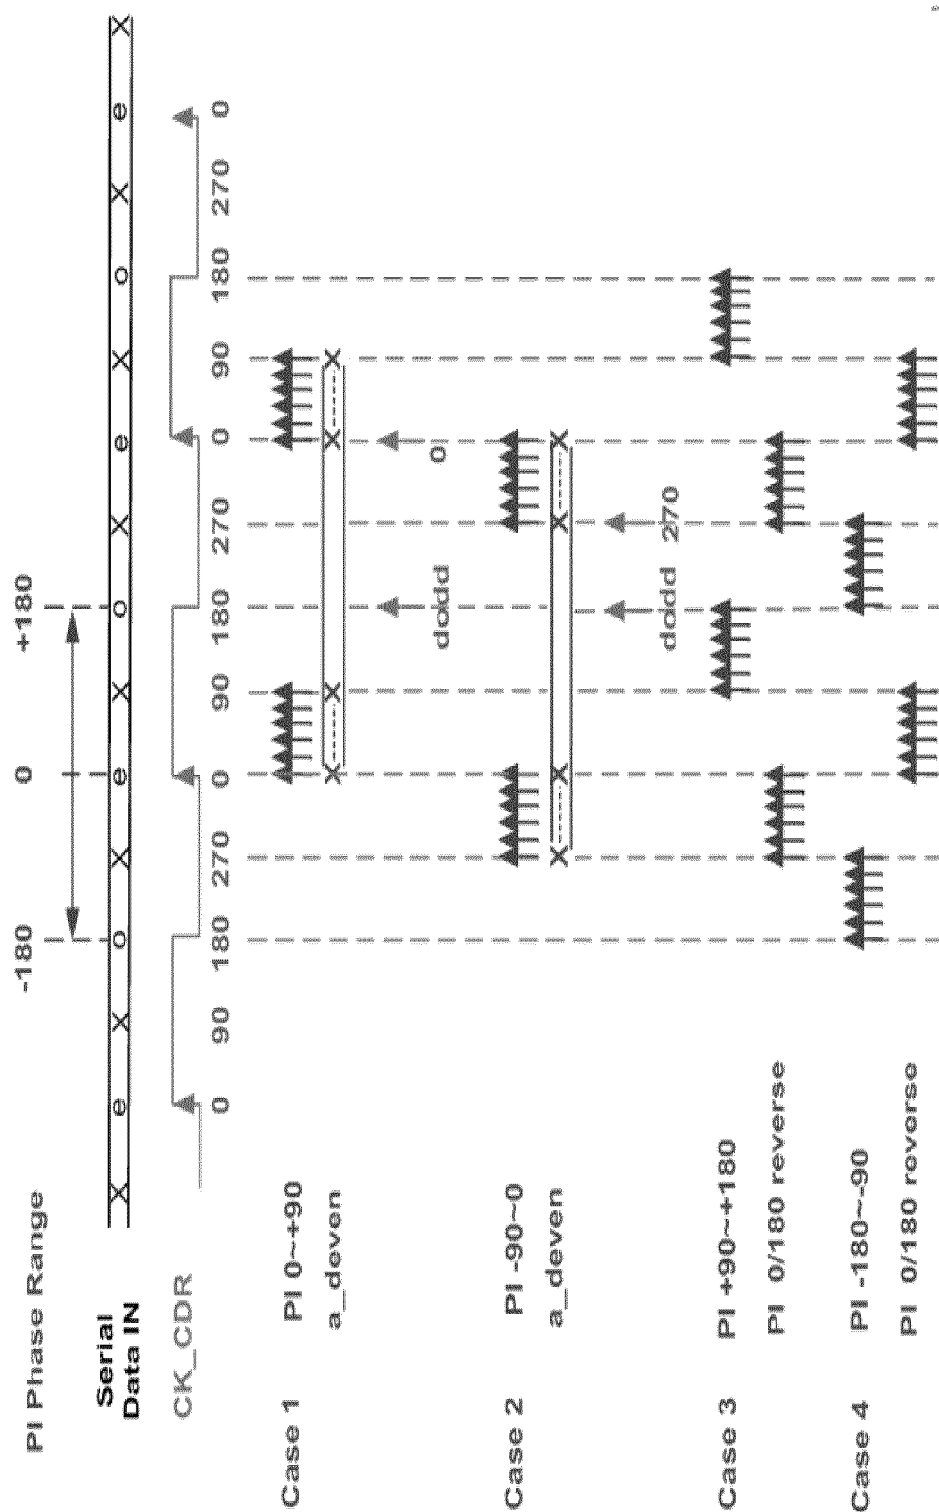 PI Phase Range -180 0 +180
Serial
Data IN
X e X o X e X o X e X o X e X
CK_CDR
0 90 180 270 0 90 180 270 0 90 180 270 0
Case 1 PI 0~+90
a_deven X X X X
dodd 0
Case 2 PI -90~0
a_deven X X X X
dodd 270
Case 3 PI +90~+180
PI 0/180 reverse
Case 4 PI -180~-90
PI 0/180 reverse